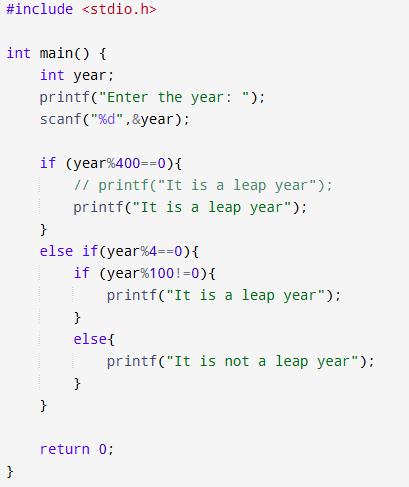 #include <stdio.h>
int main() {
    int year;
    printf("Enter the year: ");
    scanf("%d",&year);
    if (year%400==0){
        // printf("It is a leap year");
        printf("It is a leap year");
    }
    else if(year%4==0){
        if (year%100!=0){
            printf("It is a leap year");
        }
        else{
            printf("It is not a leap year");
        }
    }
    return 0;
}